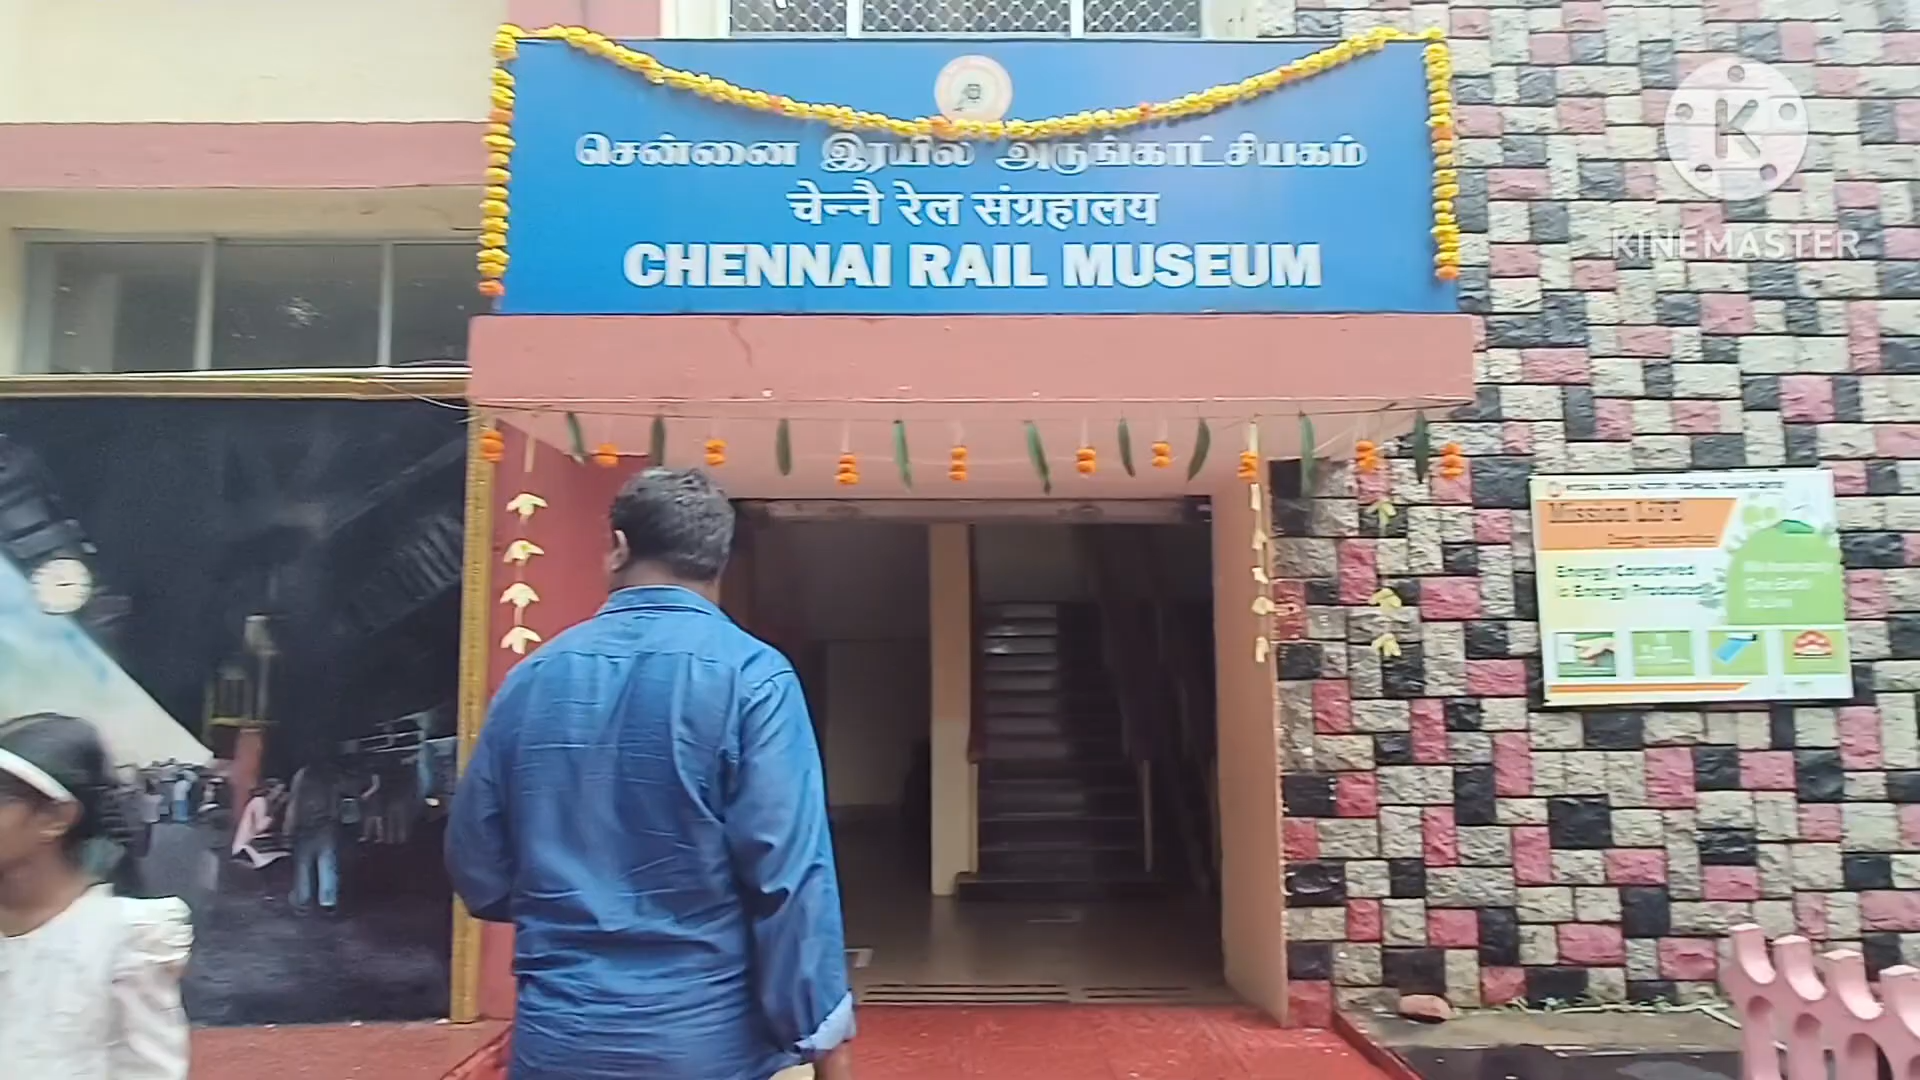 சென்னை இரயில் அருங்காட்சியகம்
चेन्नै रेल संग्रहालय
CHENNAI RAIL MUSEUM
K
KINEMASTER
Mission LiFE
Energy Conserved
is Energy Produced